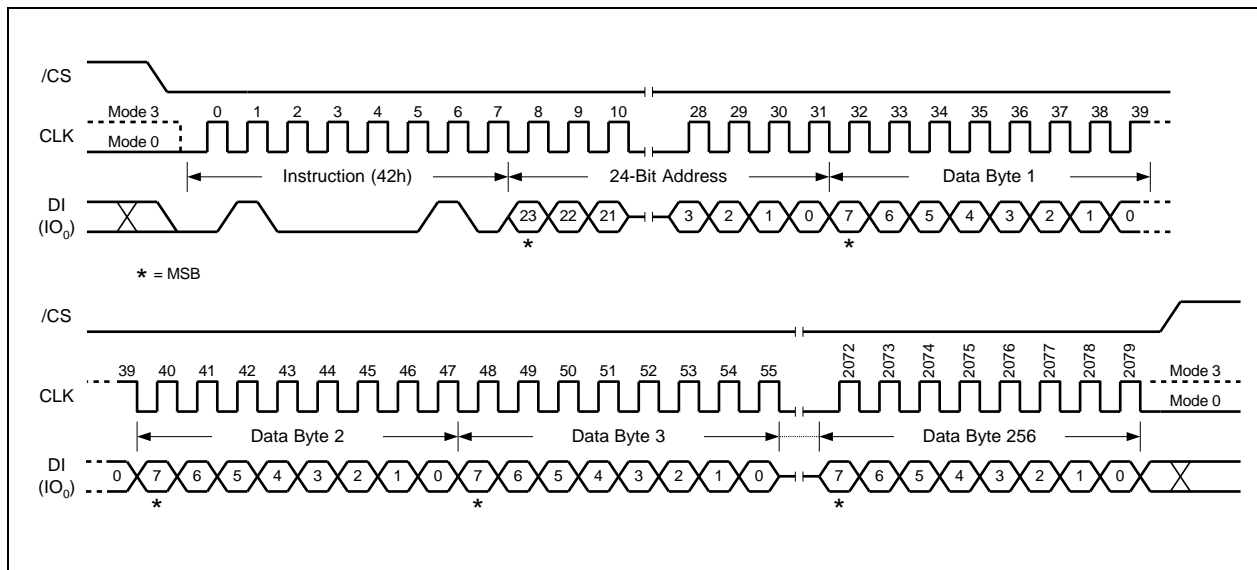 /CS
Mode 3 0 1 2 3 4 5 6 7 8 9 10 28 29 30 31 32 33 34 35 36 37 38 39
CLK
Mode 0
Instruction (42h) 24-Bit Address Data Byte 1
DI
(IO₀)
23 22 21 3 2 1 0 7 6 5 4 3 2 1 0
* *
* = MSB
/CS
39 40 41 42 43 44 45 46 47 48 49 50 51 52 53 54 55 2072 2073 2074 2075 2076 2077 2078 2079 Mode 3
CLK
Mode 0
Data Byte 2 Data Byte 3 Data Byte 256
DI
(IO₀)
0 7 6 5 4 3 2 1 0 7 6 5 4 3 2 1 0 7 6 5 4 3 2 1 0
* * *